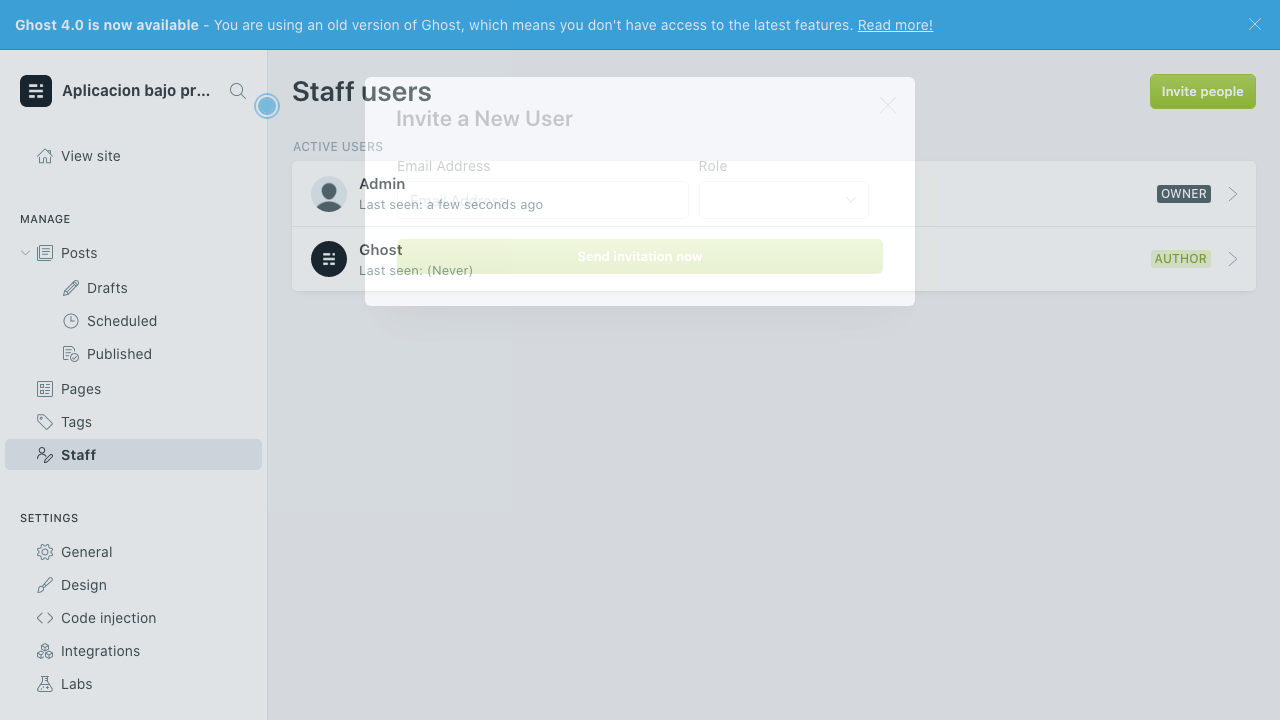 Ghost 4.0 is now available - You are using an old version of Ghost, which means you don't have access to the latest features. Read more!
Aplicacion bajo pr...
View site
MANAGE
Posts
Drafts
Scheduled
Published
Pages
Tags
Staff
SETTINGS
General
Design
Code injection
Integrations
Labs
Staff users
Invite people
Invite a New User
ACTIVE USERS
Email Address
Role
Admin
Email Address
Last seen: a few seconds ago
OWNER
Ghost
Send invitation now
Last seen: (Never)
AUTHOR